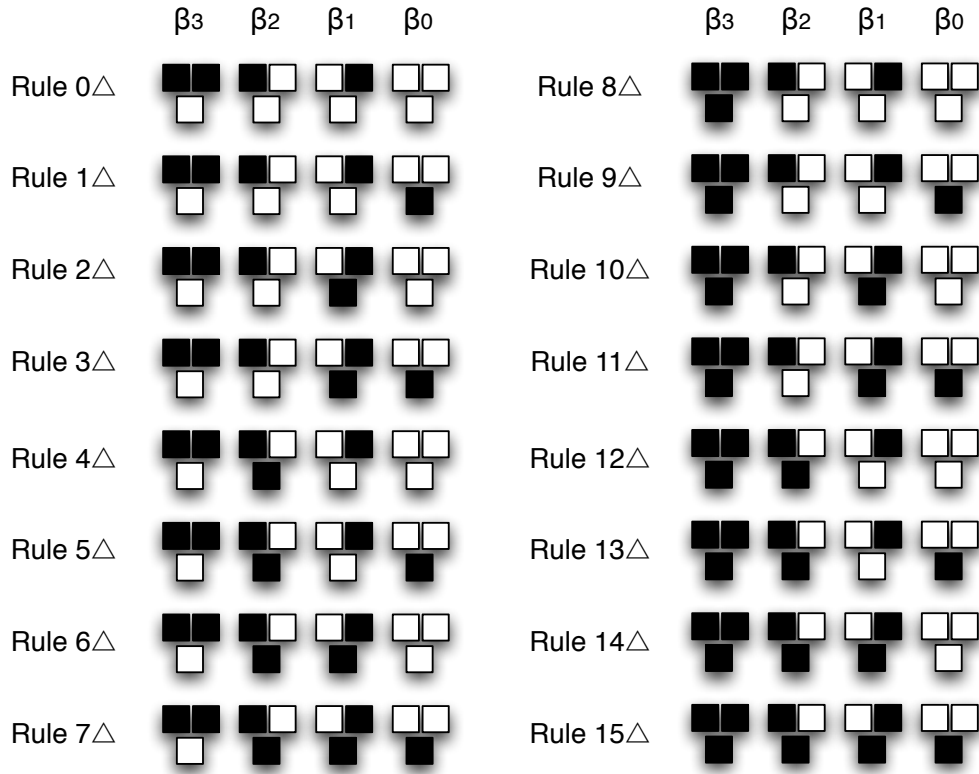 β3 β2 β1 β0 β3 β2 β1 β0
Rule 0△ Rule 8△
Rule 1△ Rule 9△
Rule 2△ Rule 10△
Rule 3△ Rule 11△
Rule 4△ Rule 12△
Rule 5△ Rule 13△
Rule 6△ Rule 14△
Rule 7△ Rule 15△